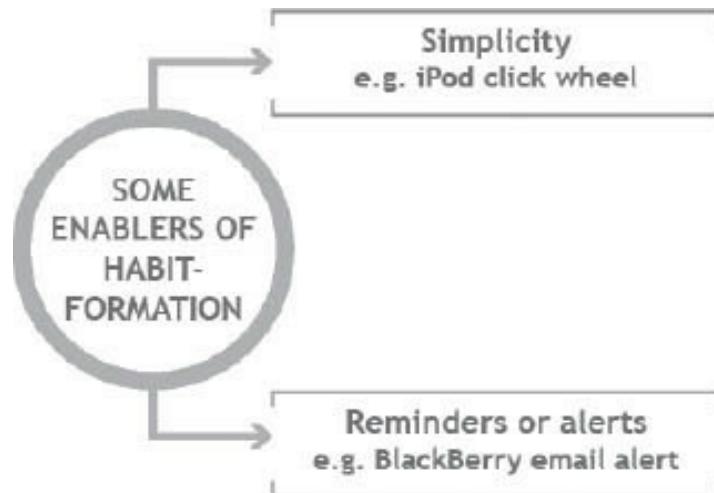 Simplicity
e.g. iPod click wheel
SOME
ENABLERS OF
HABIT-
FORMATION
Reminders or alerts
e.g. BlackBerry email alert